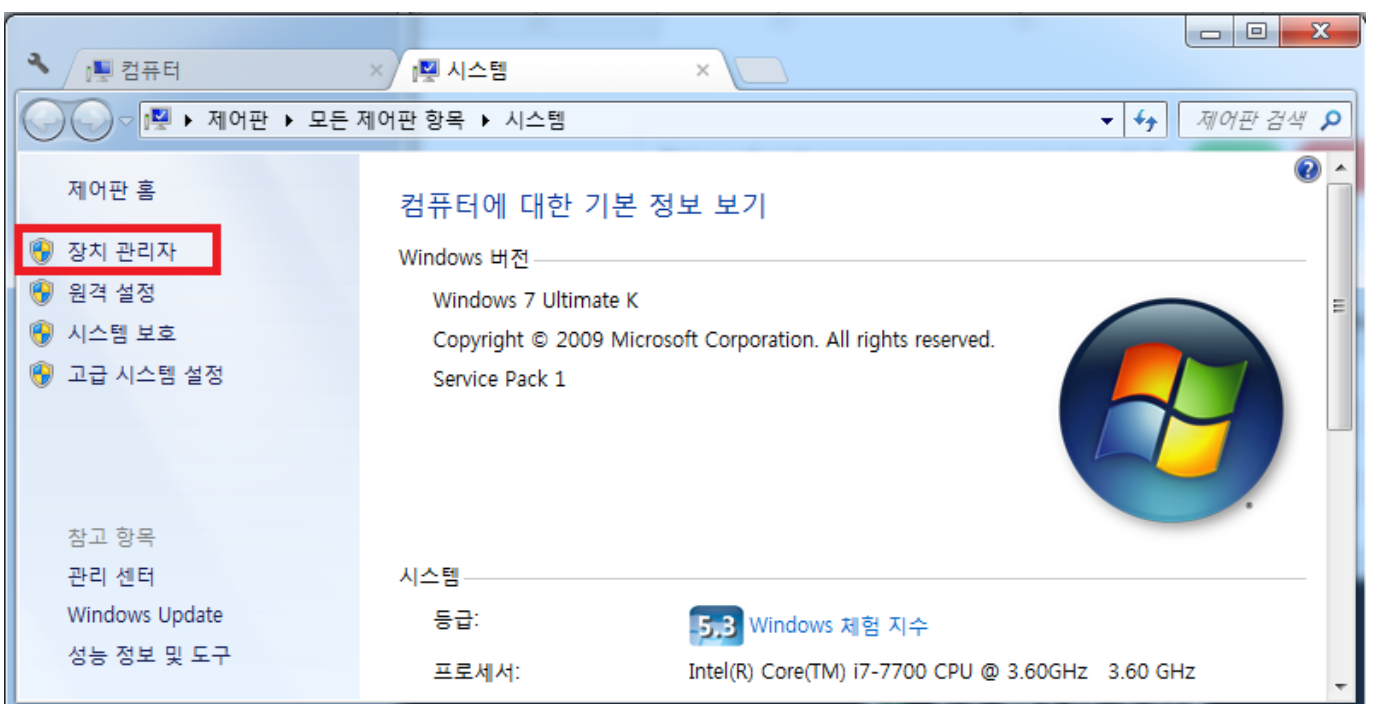 컴퓨터
시스템
제어판 ▸ 모든 제어판 항목 ▸ 시스템
제어판 검색
제어판 홈
장치 관리자
원격 설정
시스템 보호
고급 시스템 설정
참고 항목
관리 센터
Windows Update
성능 정보 및 도구
컴퓨터에 대한 기본 정보 보기
Windows 버전
Windows 7 Ultimate K
Copyright © 2009 Microsoft Corporation. All rights reserved.
Service Pack 1
시스템
등급: 5.3 Windows 체험 지수
프로세서: Intel(R) Core(TM) i7-7700 CPU @ 3.60GHz 3.60 GHz